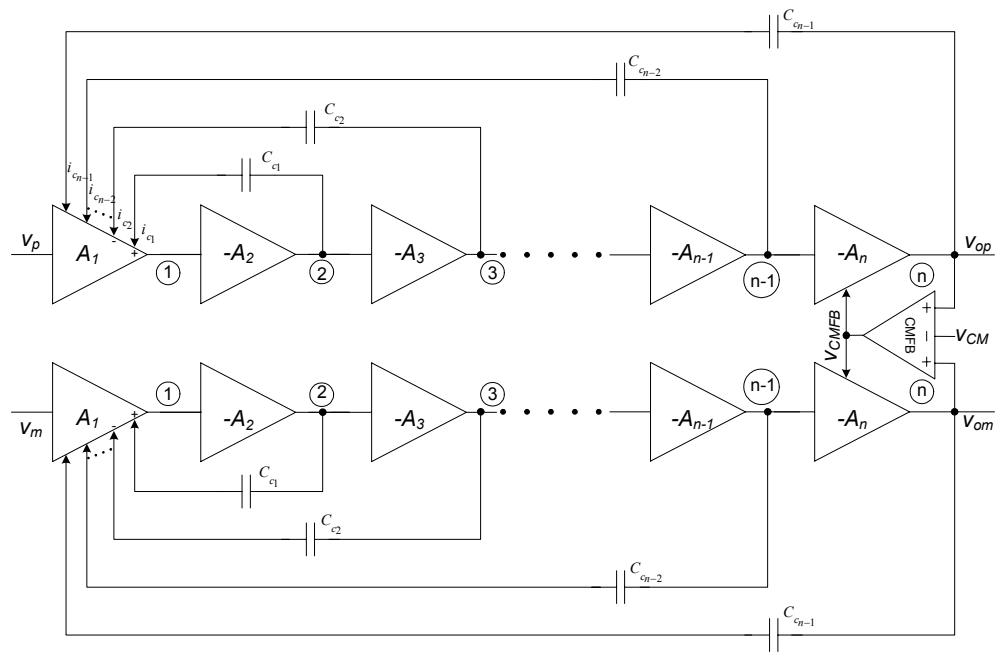 C_{c_{n-1}}
C_{c_{n-2}}
C_{c_2}
C_{c_1}
i_{c_{n-1}}
i_{c_{n-2}}
i_{c_2}
i_{c_1}
- +
v_p A_1 1 -A_2 2 -A_3 3 -A_{n-1} n-1 -A_n n v_{op}
v_{CMFB} CMFB + - + v_{CM}
v_m A_1 1 -A_2 2 -A_3 3 -A_{n-1} n-1 -A_n n v_{om}
+ -
C_{c_1}
C_{c_2}
C_{c_{n-2}}
C_{c_{n-1}}